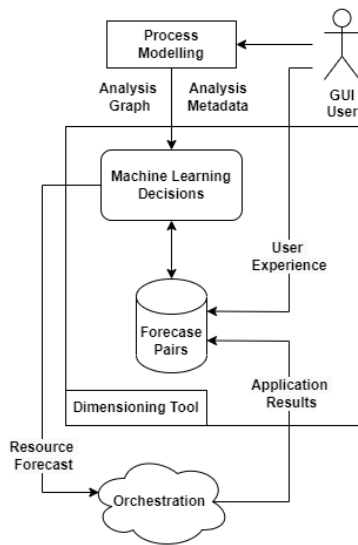 Process
Modelling
GUI
User
Analysis
Graph
Analysis
Metadata
Machine Learning
Decisions
User
Experience
Forecase
Pairs
Application
Results
Dimensioning Tool
Resource
Forecast
Orchestration